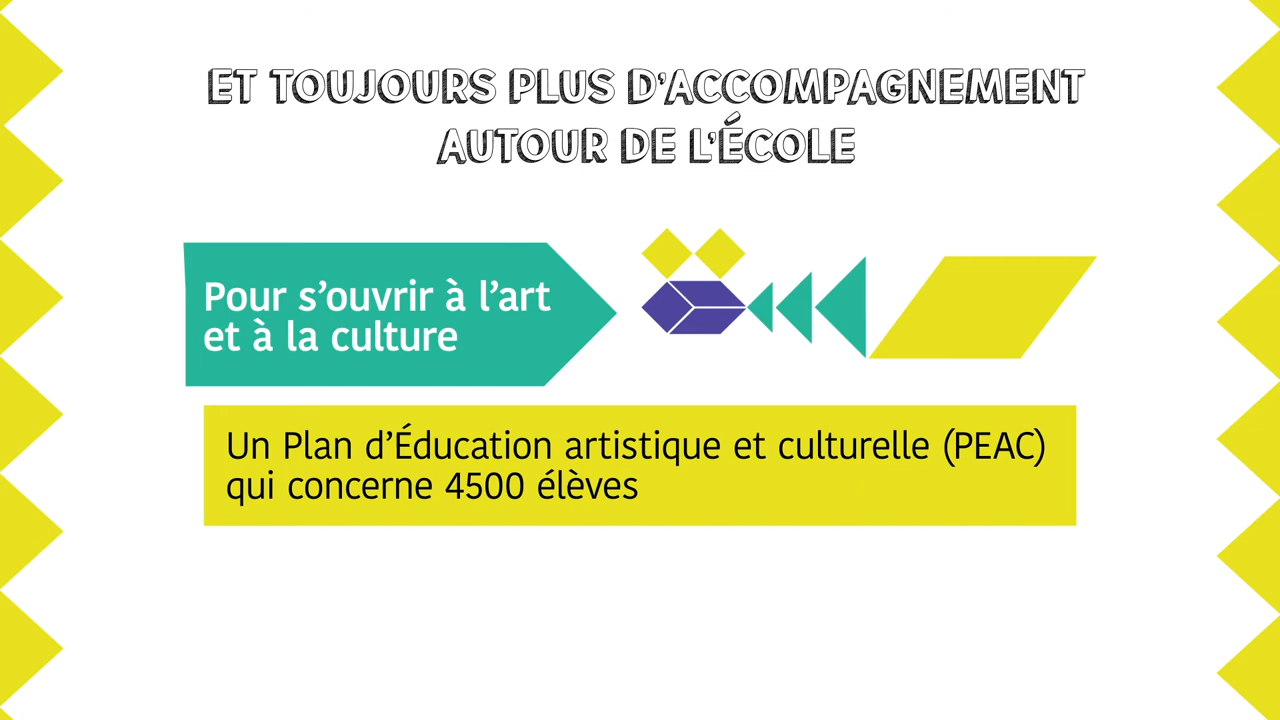 ET TOUJOURS PLUS D'ACCOMPAGNEMENT
AUTOUR DE L'ÉCOLE
Pour s'ouvrir à l'art
et à la culture
Un Plan d'Éducation artistique et culturelle (PEAC)
qui concerne 4500 élèves